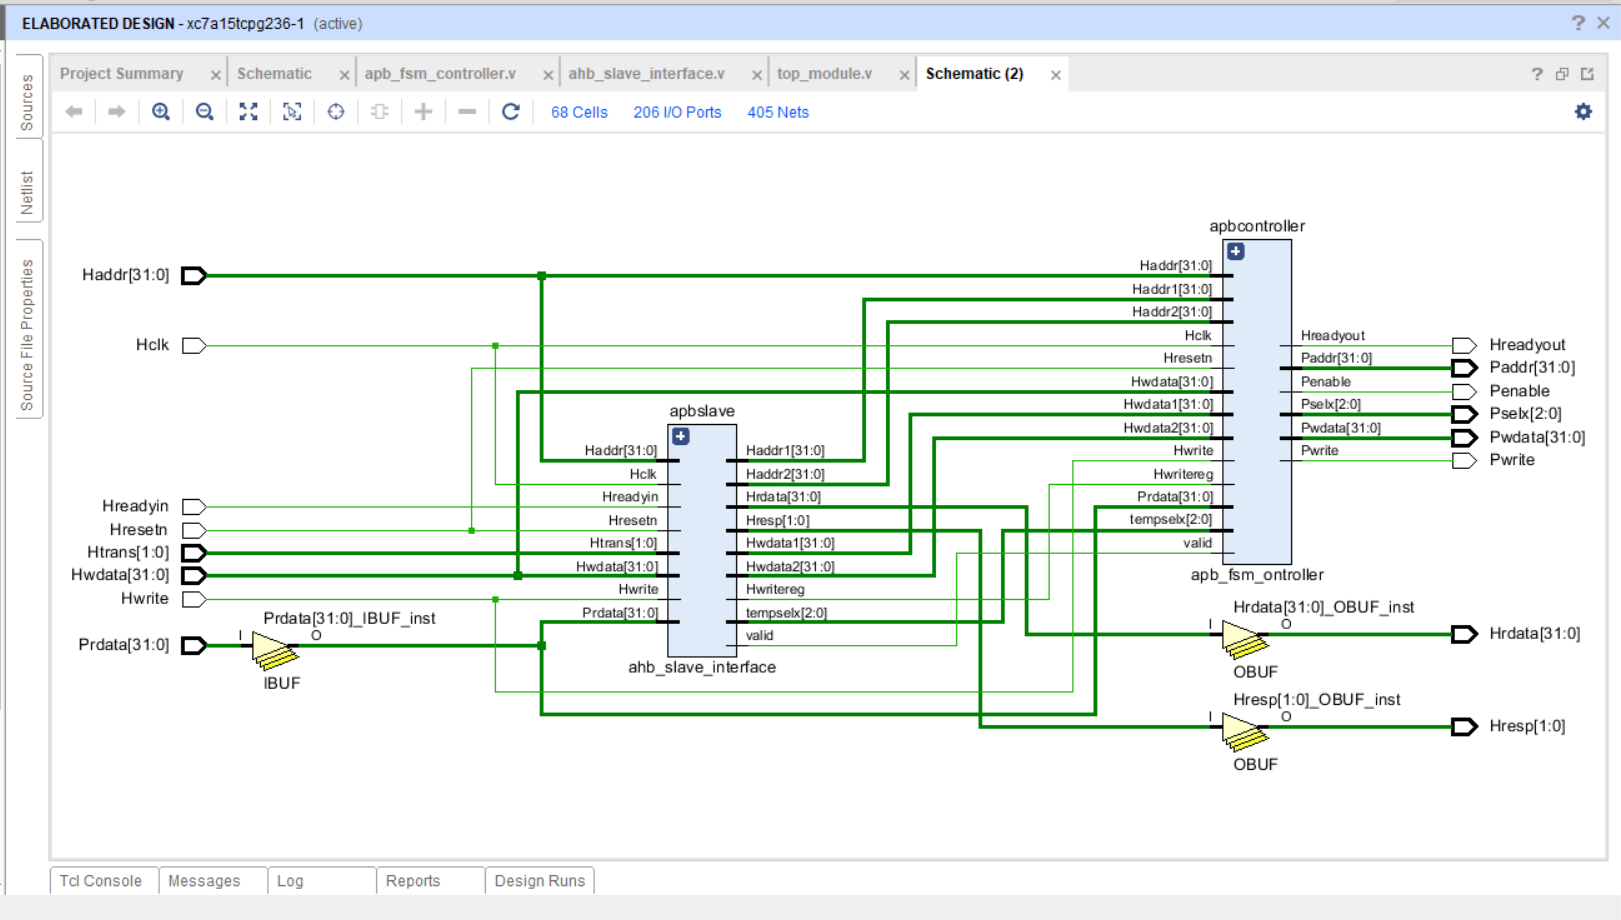 ELABORATED DESIGN - xc7a15tcpg236-1 (active)
? ×
Sources
Netlist
Source File Properties
Project Summary × Schematic × apb_fsm_controller.v × ahb_slave_interface.v × top_module.v × Schematic (2) ×
?
68 Cells 206 I/O Ports 405 Nets
Haddr[31:0]
Hclk
Hreadyin
Hresetn
Htrans[1:0]
Hwdata[31:0]
Hwrite
Prdata[31:0]
Prdata[31:0]_IBUF_inst
I O
IBUF
apbslave
Haddr[31:0] Haddr1[31:0]
Hclk Haddr2[31:0]
Hreadyin Hrdata[31:0]
Hresetn Hresp[1:0]
Htrans[1:0] Hwdata1[31:0]
Hwdata[31:0] Hwdata2[31:0]
Hwrite Hwritereg
Prdata[31:0] tempselx[2:0]
valid
ahb_slave_interface
apbcontroller
Haddr[31:0]
Haddr1[31:0]
Haddr2[31:0]
Hclk Hreadyout
Hresetn Paddr[31:0]
Hwdata[31:0] Penable
Hwdata1[31:0] Pselx[2:0]
Hwdata2[31:0] Pwdata[31:0]
Hwrite Pwrite
Hwritereg
Prdata[31:0]
tempselx[2:0]
valid
apb_fsm_ontroller
Hreadyout
Paddr[31:0]
Penable
Pselx[2:0]
Pwdata[31:0]
Pwrite
Hrdata[31:0]_OBUF_inst
I O
OBUF
Hrdata[31:0]
Hresp[1:0]_OBUF_inst
I O
OBUF
Hresp[1:0]
Tcl Console Messages Log Reports Design Runs